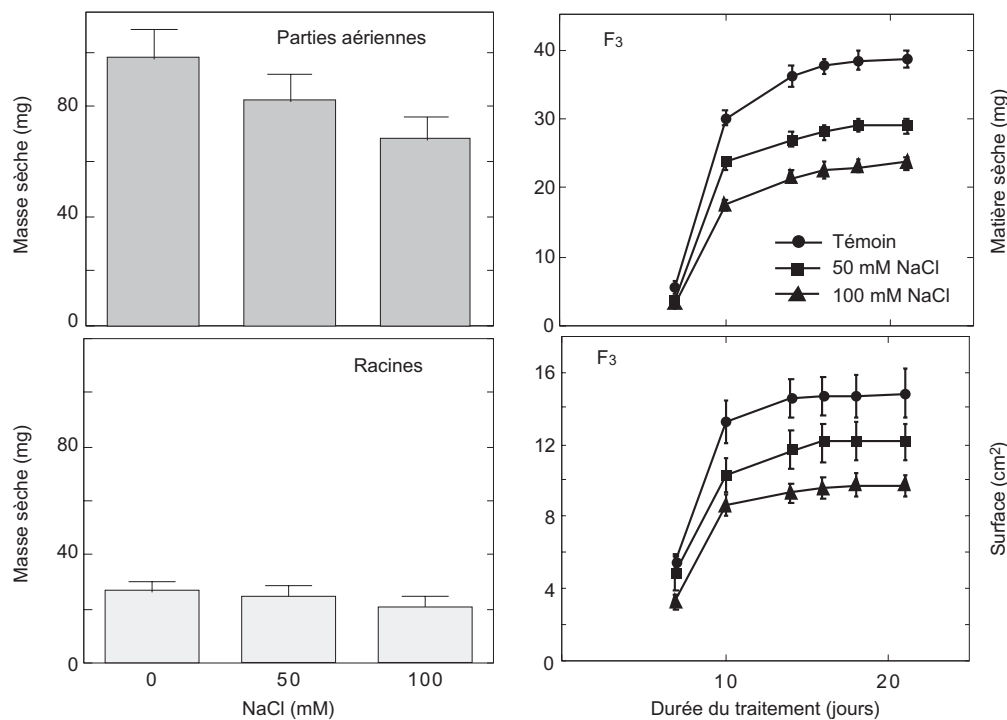 Parties aériennes
Masse sèche (mg)
80
40
0
Racines
Masse sèche (mg)
80
40
0
0 50 100
NaCl (mM)
F3
40
30
20
10
0
Matière sèche (mg)
Témoin
50 mM NaCl
100 mM NaCl
F3
16
12
8
4
0
Surface (cm²)
10 20
Durée du traitement (jours)